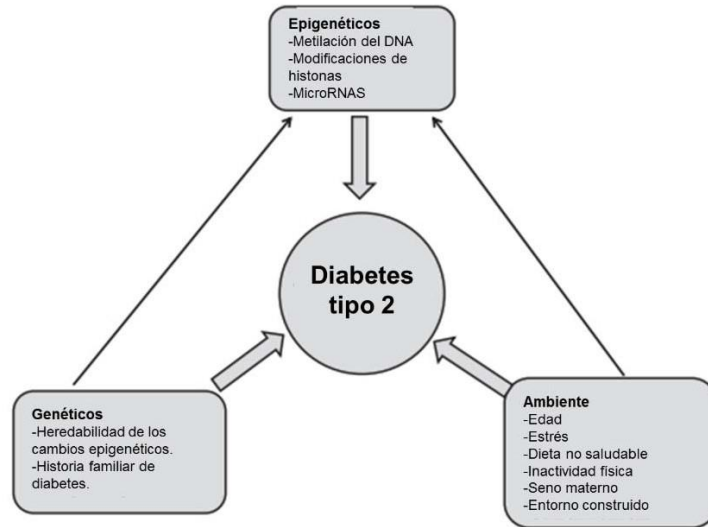 Epigenéticos
-Metilación del DNA
-Modificaciones de
histonas
-MicroRNAS
Diabetes
tipo 2
Genéticos
-Heredabilidad de los
cambios epigenéticos.
-Historia familiar de
diabetes.
Ambiente
-Edad
-Estrés
-Dieta no saludable
-Inactividad física
-Seno materno
-Entorno construido